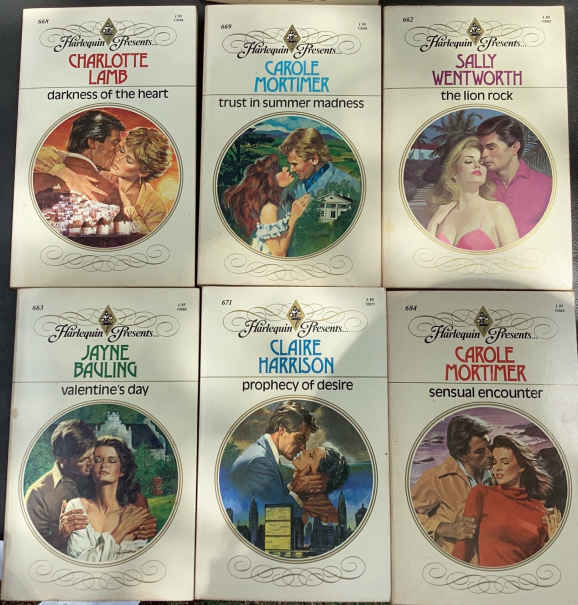 668
Harlequin Presents...
CHARLOTTE
LAMB
darkness of the heart
669
Harlequin Presents...
CAROLE
MORTIMER
trust in summer madness
662
Harlequin Presents...
SALLY
WENTWORTH
the lion rock
663
Harlequin Presents...
JAYNE
BAULING
valentine's day
671
Harlequin Presents...
CLAIRE
HARRISON
prophecy of desire
684
Harlequin Presents...
CAROLE
MORTIMER
sensual encounter